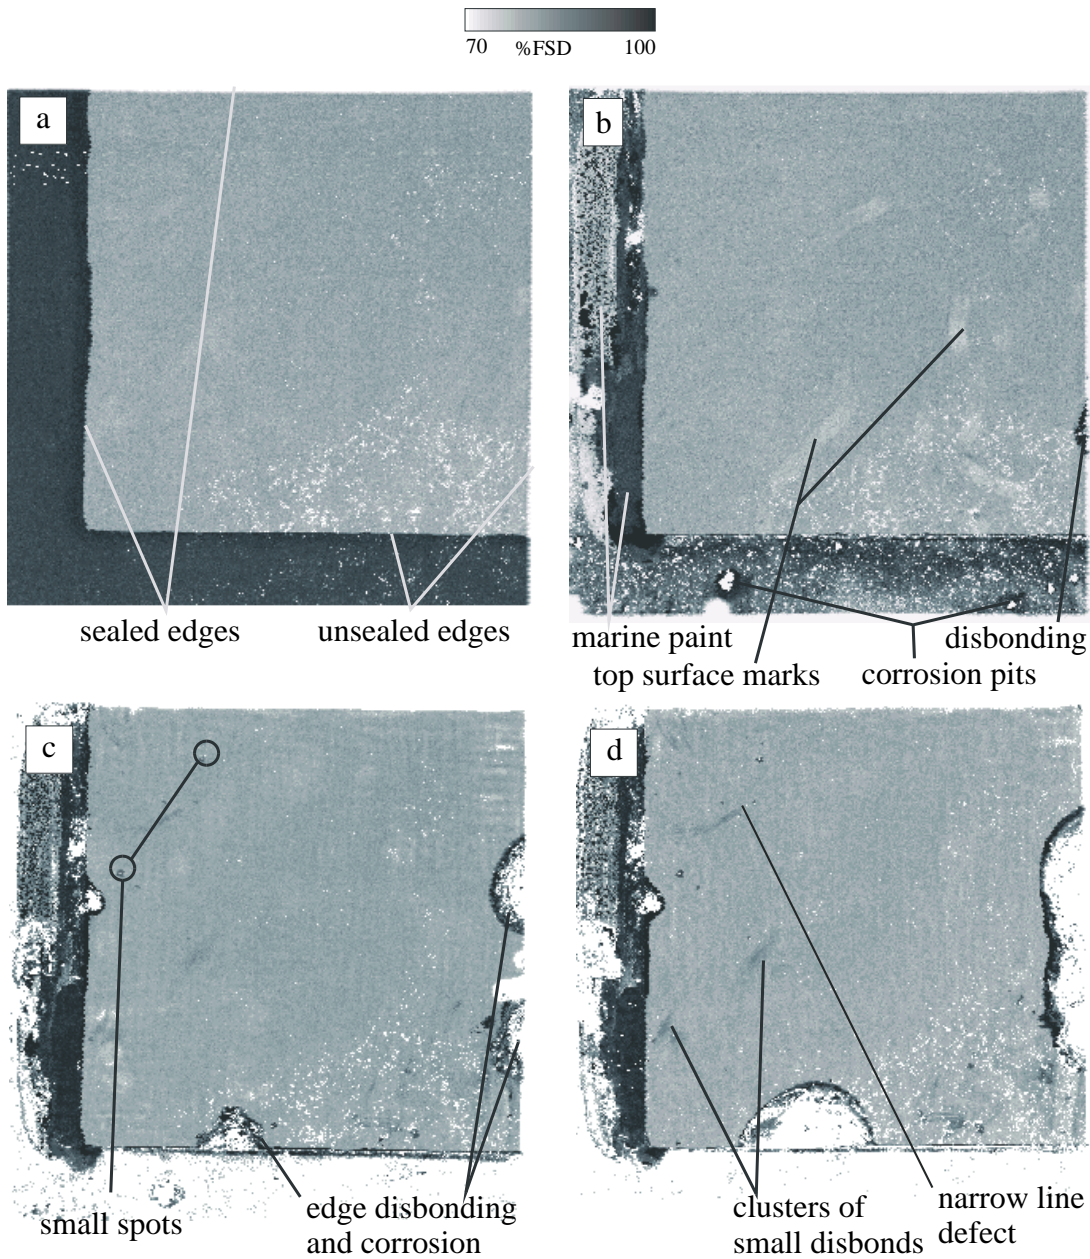 70 %FSD 100
a
b
sealed edges
unsealed edges
marine paint
disbonding
top surface marks
corrosion pits
c
d
small spots
edge disbonding
and corrosion
clusters of
small disbonds
narrow line
defect